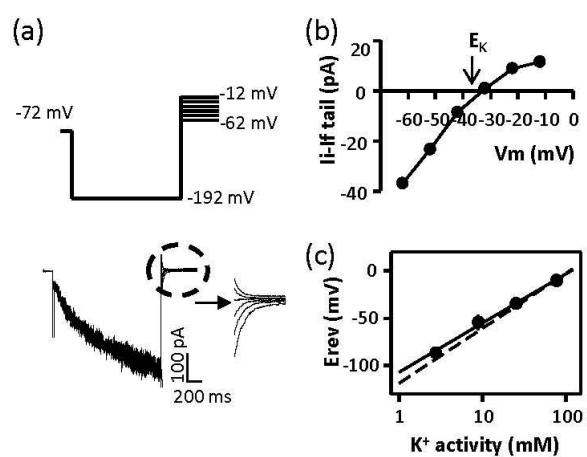 (a)
-72 mV
-12 mV
-62 mV
-192 mV
100 pA
200 ms
(b)
Ii-If tail (pA)
20
0
-20
-40
EK
-60 -50 -40 -30 -20 -10 0
Vm (mV)
(c)
Erev (mV)
0
-50
-100
1 10 100
K+ activity (mM)